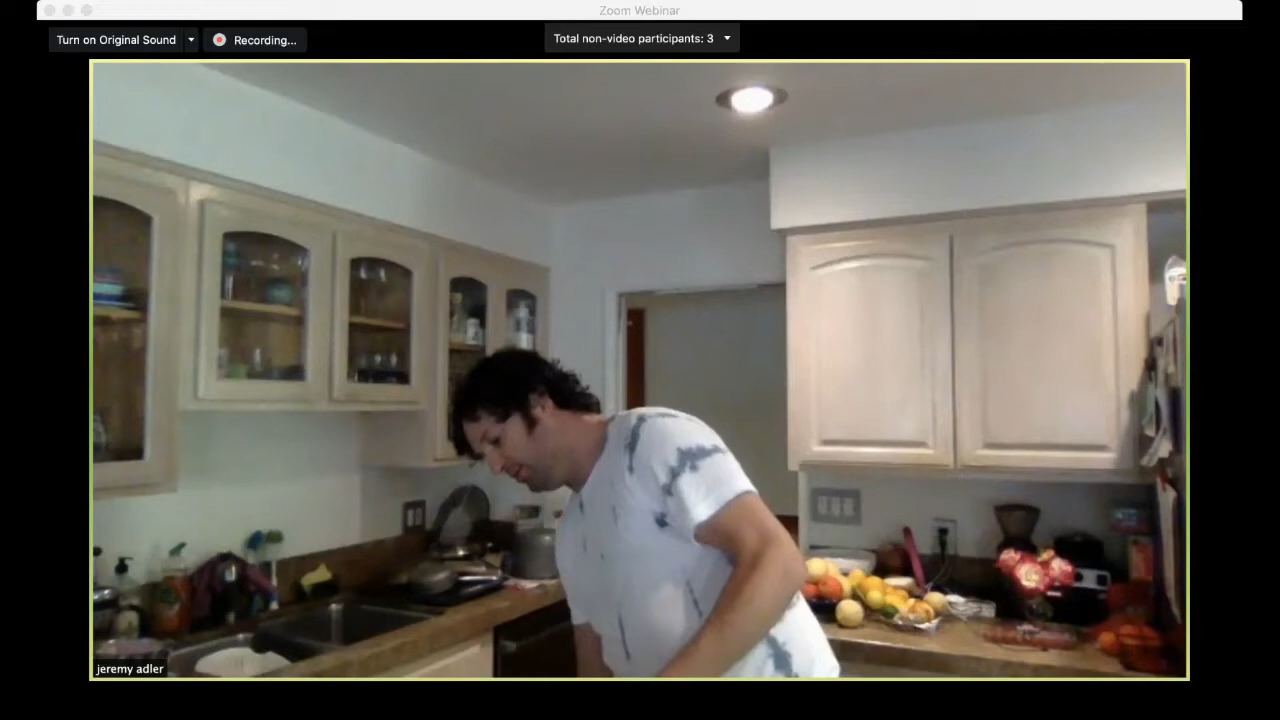 Zoom Webinar
Turn on Original Sound
Recording...
Total non-video participants: 3
jeremy adler